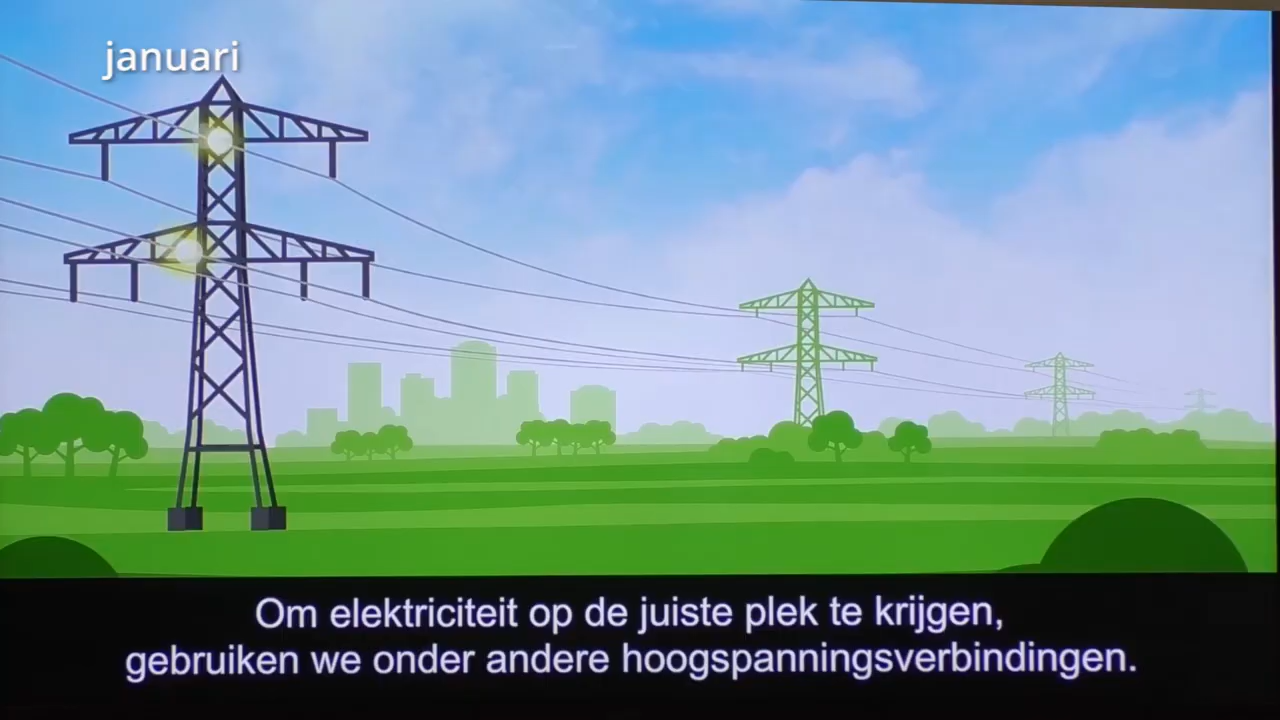 januari
Om elektriciteit op de juiste plek te krijgen,
gebruiken we onder andere hoogspanningsverbindingen.